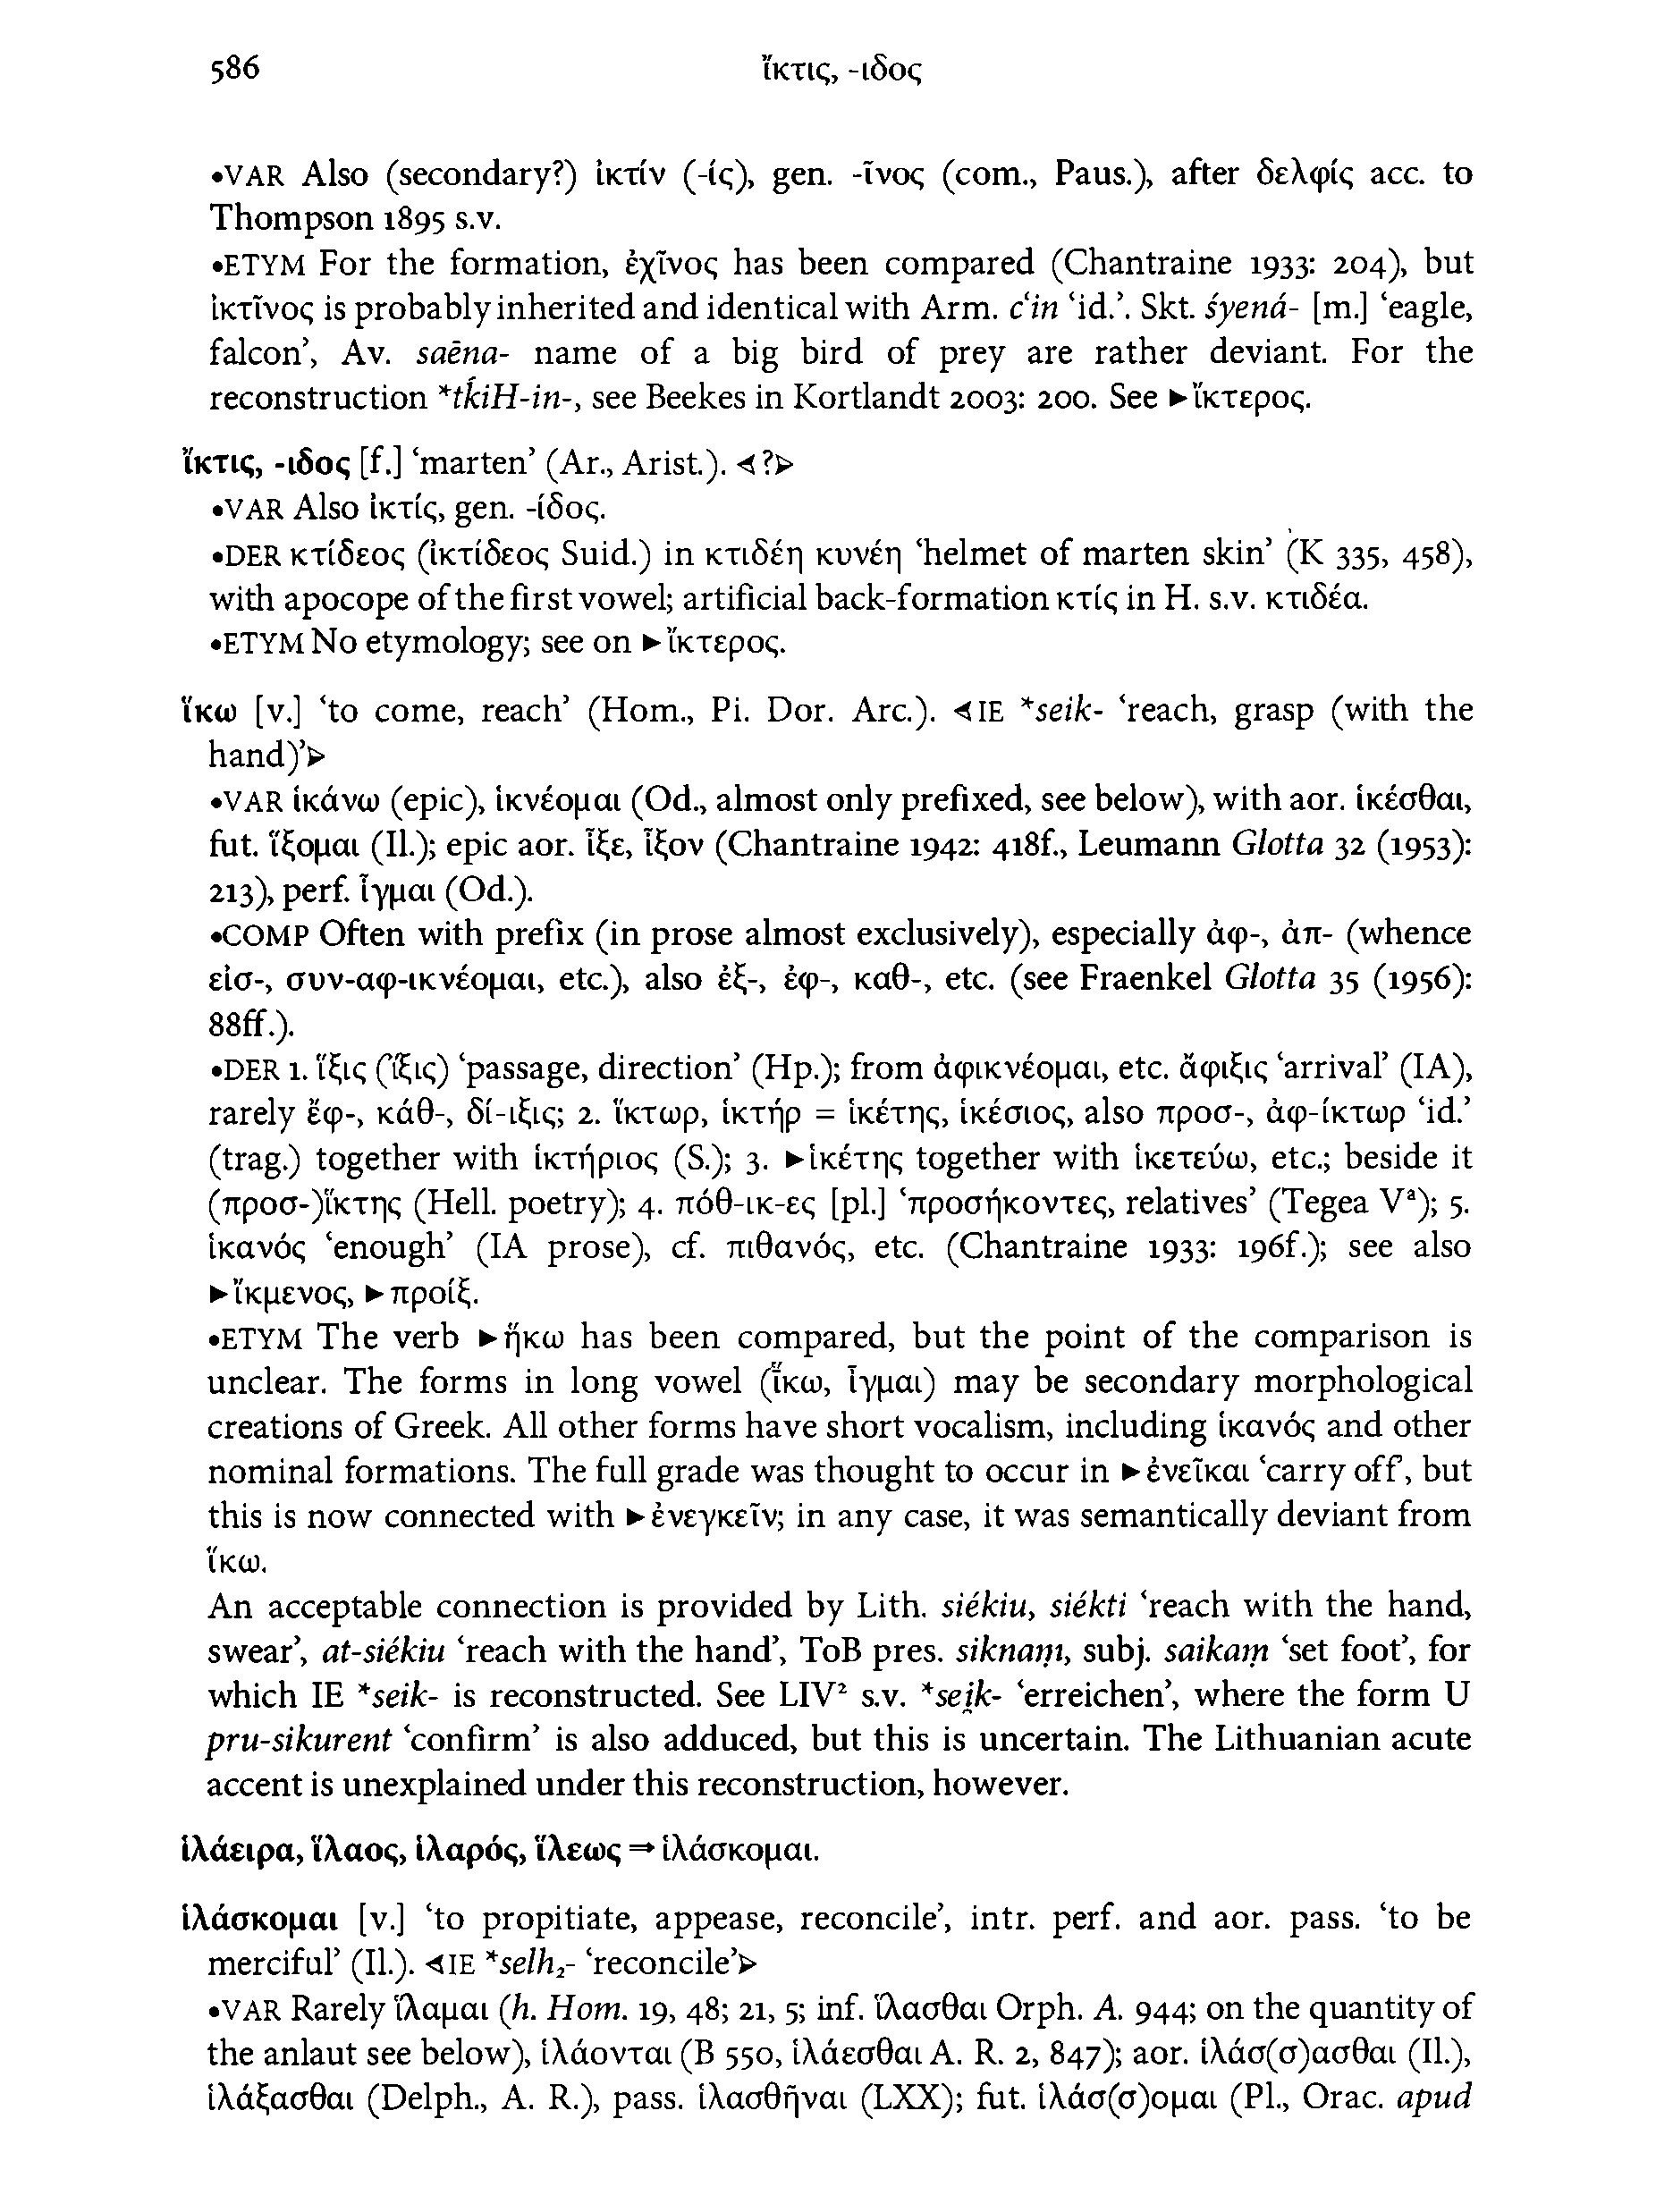 586 ἴκτις, -ιδος
•VAR Also (secondary?) ἰκτίν (-ίς), gen. -ῖνος (com., Paus.), after δελφίς acc. to
Thompson 1895 s.v.
•ETYM For the formation, ἐχῖνος has been compared (Chantraine 1933: 204), but
ἰκτῖνος is probably inherited and identical with Arm. c‘in ‘id.’. Skt. śyená- [m.] ‘eagle,
falcon’, Av. saēna- name of a big bird of prey are rather deviant. For the
reconstruction *tḱiH-in-, see Beekes in Kortlandt 2003: 200. See ►ἴκτερος.
ἴκτις, -ιδος [f.] ‘marten’ (Ar., Arist.). ⊲?⊳
•VAR Also ἰκτίς, gen. -ίδος.
•DER κτίδεος (ἰκτίδεος Suid.) in κτιδέη κυνέη ‘helmet of marten skin’ (K 335, 458),
with apocope of the first vowel; artificial back-formation κτίς in H. s.v. κτιδέα.
•ETYM No etymology; see on ►ἴκτερος.
ἵκω [v.] ‘to come, reach’ (Hom., Pi. Dor. Arc.). ⊲IE *seik- ‘reach, grasp (with the
hand)’⊳
•VAR ἱκάνω (epic), ἱκνέομαι (Od., almost only prefixed, see below), with aor. ἱκέσθαι,
fut. ἵξομαι (Il.); epic aor. ἷξε, ἷξον (Chantraine 1942: 418f., Leumann Glotta 32 (1953):
213), perf. ἷγμαι (Od.).
•COMP Often with prefix (in prose almost exclusively), especially ἀφ-, ἀπ- (whence
εἰσ-, συν-αφ-ικνέομαι, etc.), also ἐξ-, ἐφ-, καθ-, etc. (see Fraenkel Glotta 35 (1956):
88ff.).
•DER 1. ἵξις (ἴξις) ‘passage, direction’ (Hp.); from ἀφικνέομαι, etc. ἄφιξις ‘arrival’ (IA),
rarely ἔφ-, κάθ-, δί-ιξις; 2. ἵκτωρ, ἱκτήρ = ἱκέτης, ἱκέσιος, also προσ-, ἀφ-ίκτωρ ‘id.’
(trag.) together with ἱκτήριος (S.); 3. ►ἱκέτης together with ἱκετεύω, etc.; beside it
(προσ-)ἵκτης (Hell. poetry); 4. πόθ-ικ-ες [pl.] ‘προσήκοντες, relatives’ (Tegea Vᵃ); 5.
ἱκανός ‘enough’ (IA prose), cf. πιθανός, etc. (Chantraine 1933: 196f.); see also
►ἴκμενος, ►προίξ.
•ETYM The verb ►ἥκω has been compared, but the point of the comparison is
unclear. The forms in long vowel (ἵ̄κω, ἷγμαι) may be secondary morphological
creations of Greek. All other forms have short vocalism, including ἱκανός and other
nominal formations. The full grade was thought to occur in ►ἐνεῖκαι ‘carry off’, but
this is now connected with ►ἐνεγκεῖν; in any case, it was semantically deviant from
ἵκω.
An acceptable connection is provided by Lith. siékiu, siékti ‘reach with the hand,
swear’, at-siékiu ‘reach with the hand’, ToB pres. siknaṃ, subj. saikaṃ ‘set foot’, for
which IE *seik- is reconstructed. See LIV² s.v. *sei̯k- ‘erreichen’, where the form U
pru-sikurent ‘confirm’ is also adduced, but this is uncertain. The Lithuanian acute
accent is unexplained under this reconstruction, however.
ἱλάειρα, ἵλαος, ἱλαρός, ἵλεως ⇒ ἱλάσκομαι.
ἱλάσκομαι [v.] ‘to propitiate, appease, reconcile’, intr. perf. and aor. pass. ‘to be
merciful’ (Il.). ⊲IE *selh₂- ‘reconcile’⊳
•VAR Rarely ἵλαμαι (h. Hom. 19, 48; 21, 5; inf. ἵλασθαι Orph. A. 944; on the quantity of
the anlaut see below), ἱλάονται (B 550, ἱλάεσθαι A. R. 2, 847); aor. ἱλάσ(σ)ασθαι (Il.),
ἱλάξασθαι (Delph., A. R.), pass. ἱλασθῆναι (LXX); fut. ἱλάσ(σ)ομαι (Pl., Orac. apud